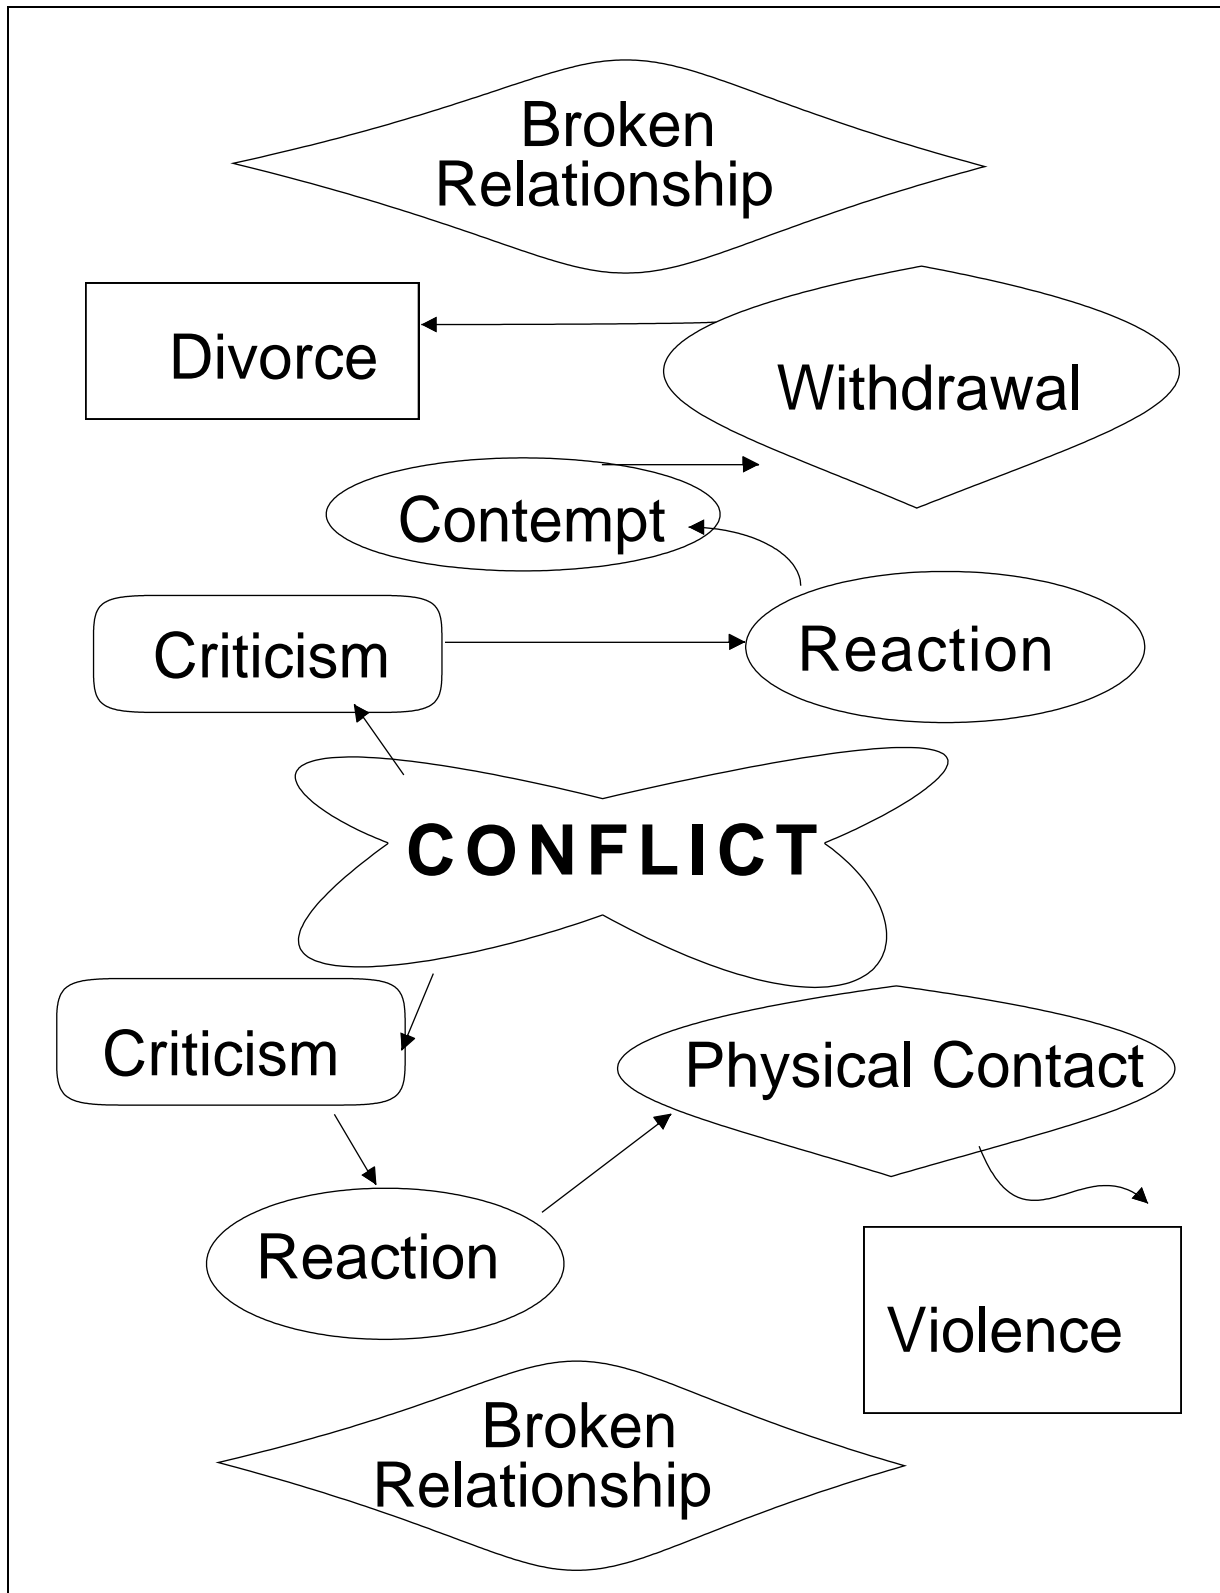 Broken
Relationship
Divorce
Withdrawal
Contempt
Criticism
Reaction
CONFLICT
Criticism
Physical Contact
Reaction
Violence
Broken
Relationship